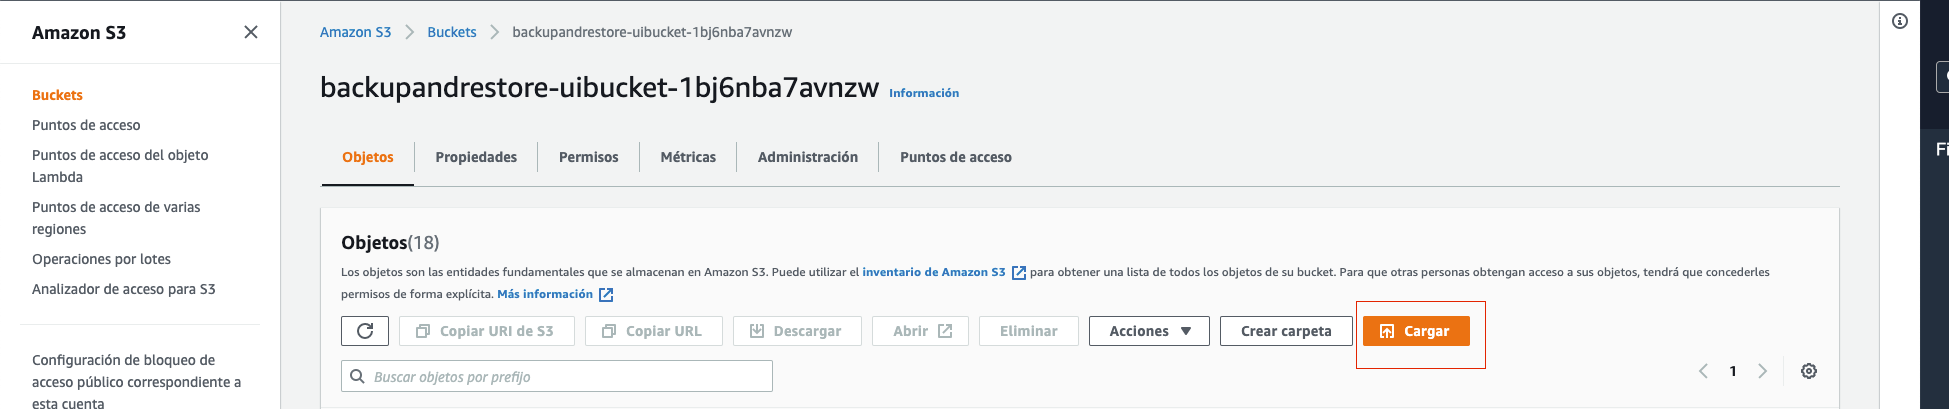 Amazon S3
Buckets
Puntos de acceso
Puntos de acceso del objeto
Lambda
Puntos de acceso de varias
regiones
Operaciones por lotes
Analizador de acceso para S3
Configuración de bloqueo de
acceso público correspondiente a
esta cuenta
Amazon S3 > Buckets > backupandrestore-uibucket-1bj6nba7avnzw
backupandrestore-uibucket-1bj6nba7avnzw Información
Objetos Propiedades Permisos Métricas Administración Puntos de acceso
Objetos(18)
Los objetos son las entidades fundamentales que se almacenan en Amazon S3. Puede utilizar el inventario de Amazon S3 para obtener una lista de todos los objetos de su bucket. Para que otras personas obtengan acceso a sus objetos, tendrá que concederles
permisos de forma explícita. Más información
Copiar URI de S3 Copiar URL Descargar Abrir Eliminar Acciones Crear carpeta Cargar
Buscar objetos por prefijo
1